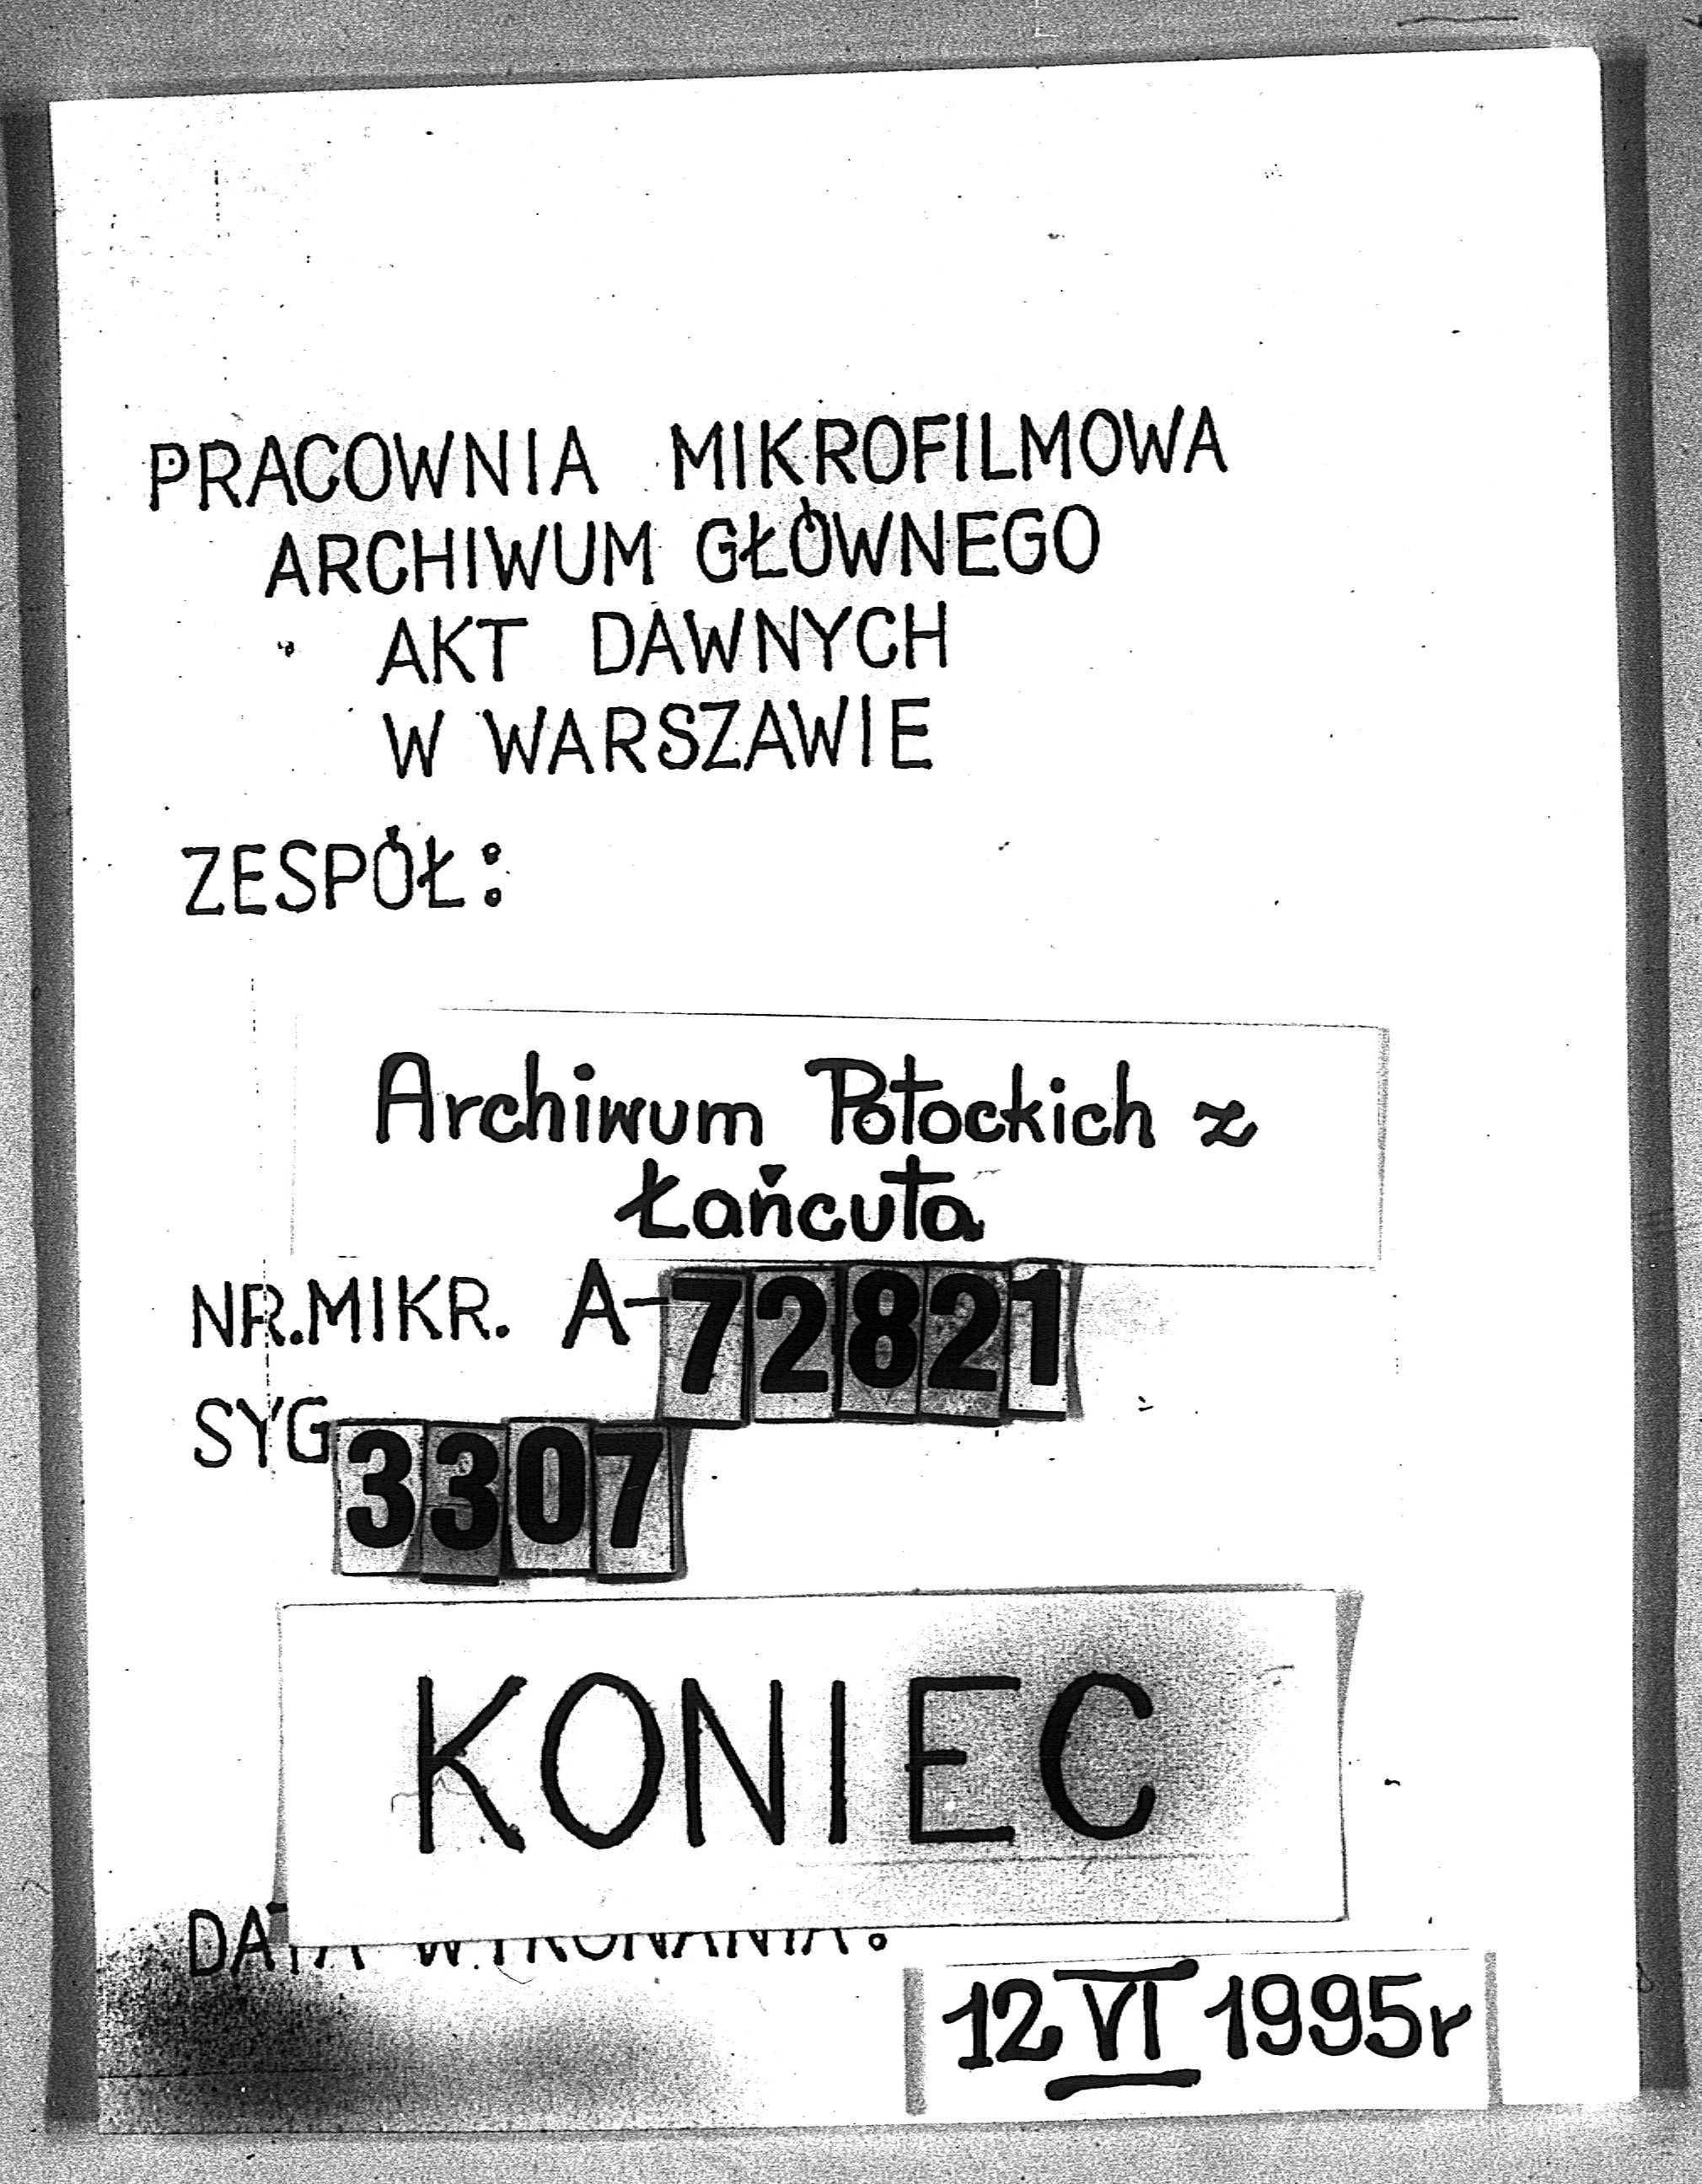 PRACOWNIA MIKROFILMOWA
ARCHIWUM GŁÓWNEGO
AKT DAWNYCH
W WARSZAWIE
ZESPÓŁ:
Archiwum Potockich z
Łańcuta
NR.MIKR. A-72821
SYG 3307
KONIEC
DATA WYKONANIA:
12 VI 1995r